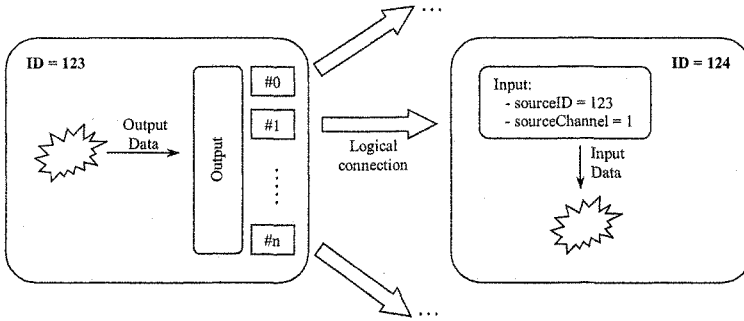 ...
ID = 123
Output
Data
Output
#0
#1
.....
#n
Logical
connection
...
ID = 124
Input:
- sourceID = 123
- sourceChannel = 1
Input
Data